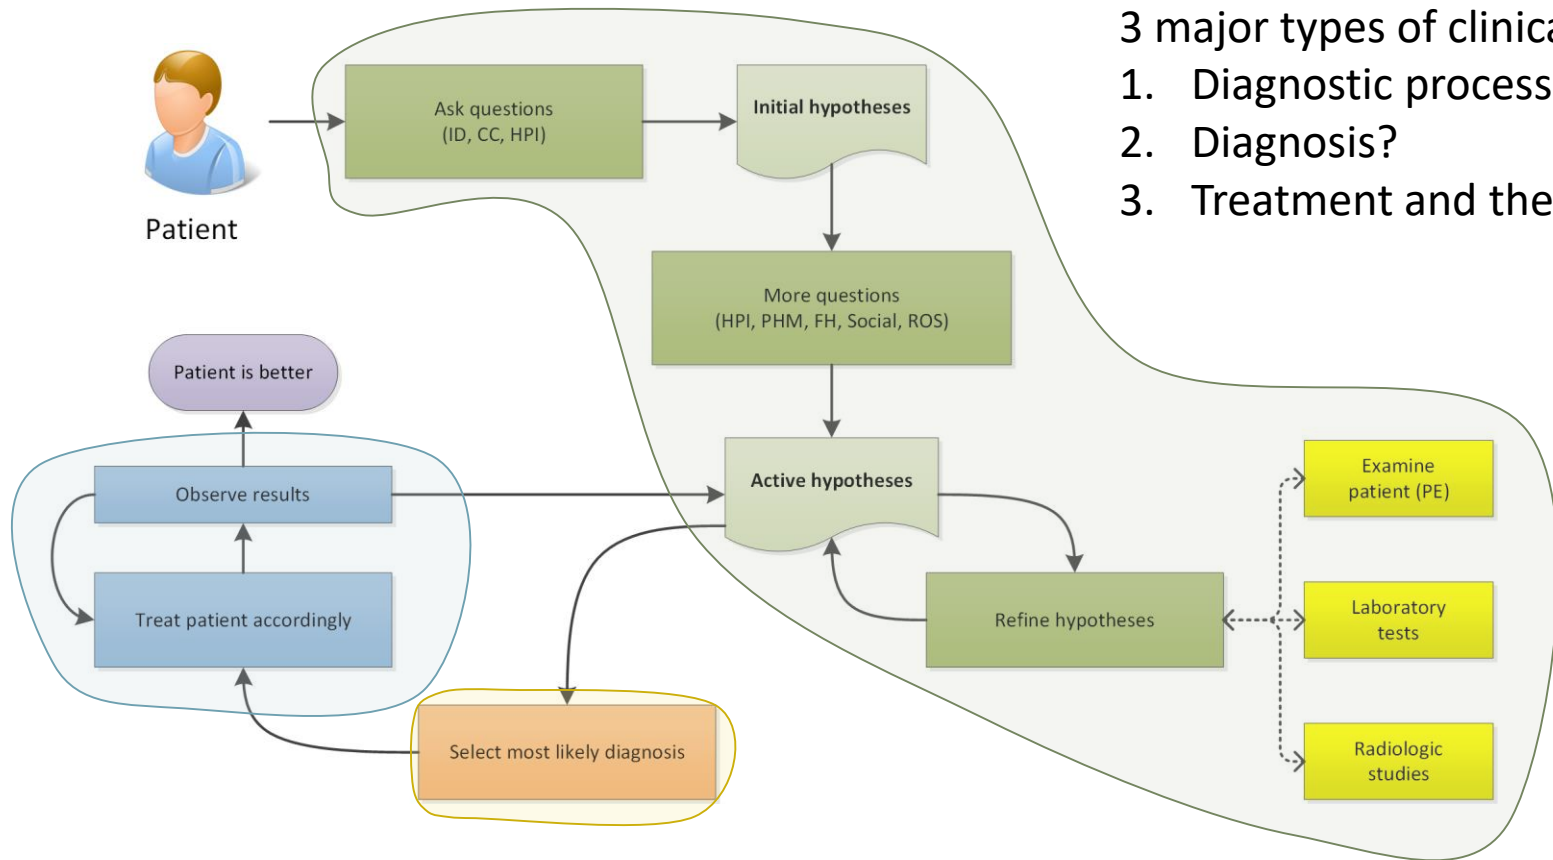 3 major types of clinica
1. Diagnostic process
2. Diagnosis?
3. Treatment and the
Patient
Ask questions
(ID, CC, HPI)
Initial hypotheses
More questions
(HPI, PHM, FH, Social, ROS)
Patient is better
Observe results
Active hypotheses
Examine
patient (PE)
Treat patient accordingly
Refine hypotheses
Laboratory
tests
Select most likely diagnosis
Radiologic
studies